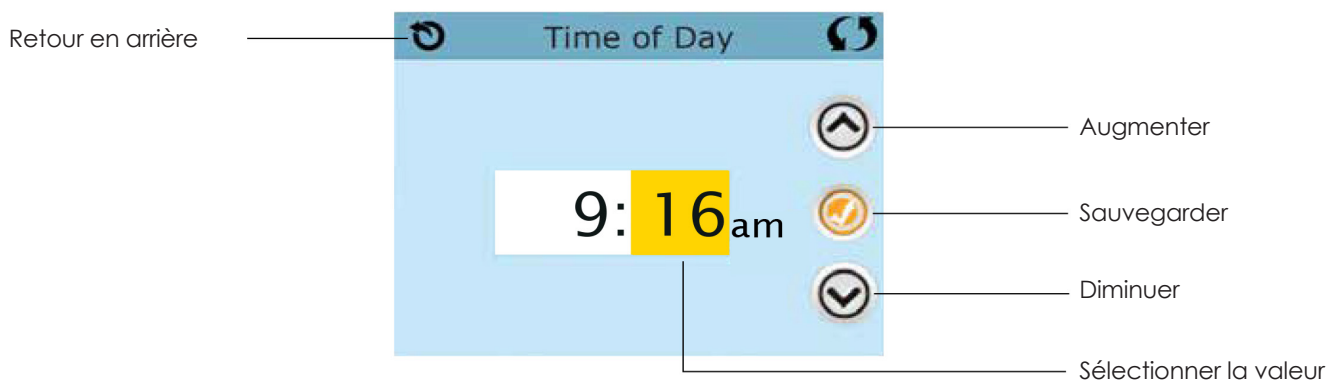 Retour en arrière
Time of Day
Augmenter
9:16am
Sauvegarder
Diminuer
Sélectionner la valeur